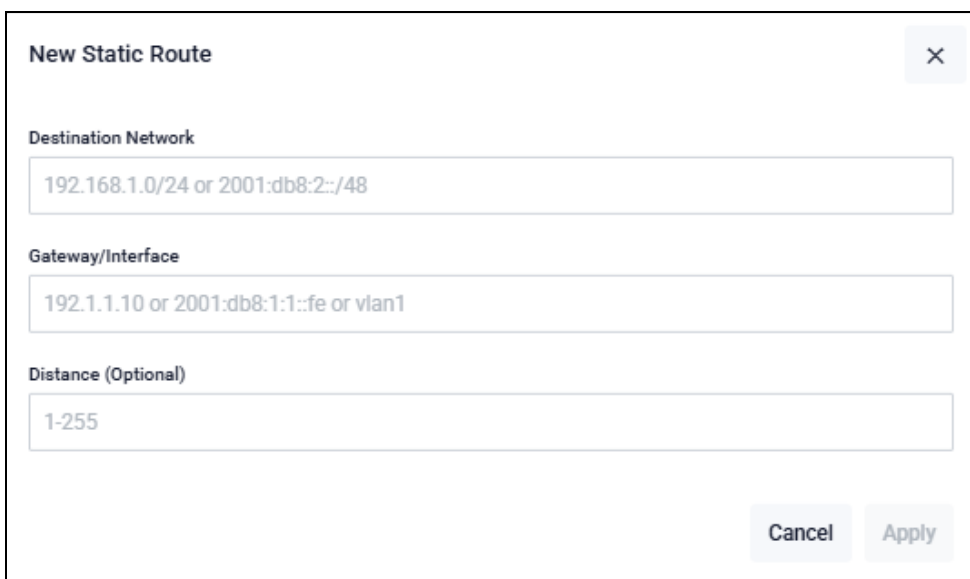 New Static Route
Destination Network
192.168.1.0/24 or 2001:db8:2::/48
Gateway/Interface
192.1.1.10 or 2001:db8:1:1::fe or vlan1
Distance (Optional)
1-255
Cancel Apply